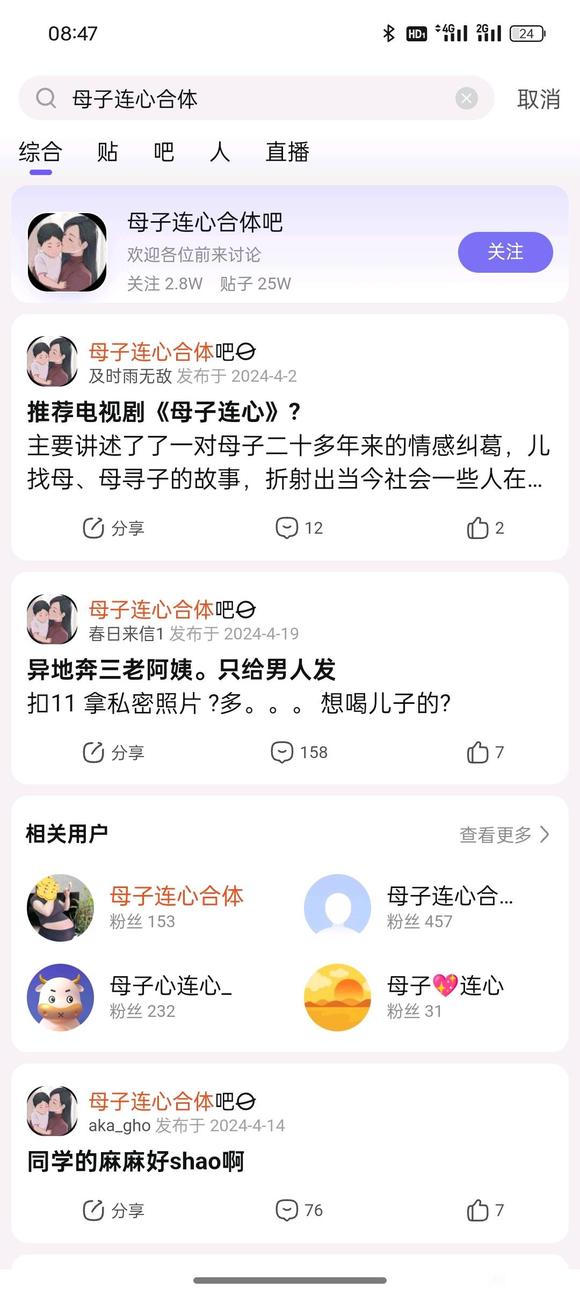 08:47 HD1 4G 2G 24
母子连心合体 取消
综合 贴 吧 人 直播
母子连心合体吧
欢迎各位前来讨论
关注 2.8W 贴子 25W
关注
母子连心合体吧
及时雨无敌 发布于 2024-4-2
推荐电视剧《母子连心》?
主要讲述了了一对母子二十多年来的情感纠葛，儿
找母、母寻子的故事，折射出当今社会一些人在...
分享 12 2
母子连心合体吧
春日来信1 发布于 2024-4-19
异地奔三老阿姨。只给男人发
扣11 拿私密照片 ?多。。。 想喝儿子的?
分享 158 7
相关用户 查看更多
母子连心合体
粉丝 153
母子连心合...
粉丝 457
母子心连心_
粉丝 232
母子💖连心
粉丝 31
母子连心合体吧
aka_gho 发布于 2024-4-14
同学的麻麻好shao啊
分享 76 7